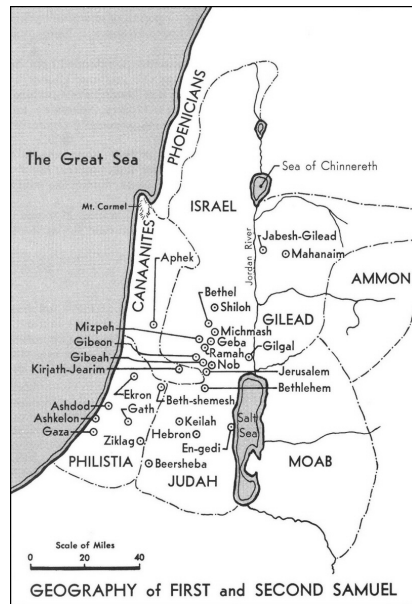 PHOENICIANS
The Great Sea
Sea of Chinnereth
Mt. Carmel
ISRAEL
CANAANITES
Jordan River
Jabesh-Gilead
Mahanaim
Aphek
AMMON
Bethel
Shiloh
GILEAD
Mizpeh
Michmash
Gibeon
Geba
Ramah
Gilgal
Gibeah
Nob
Kirjath-Jearim
Jerusalem
Bethlehem
Ekron
Beth-shemesh
Ashdod
Gath
Ashkelon
Keilah
Salt
Sea
Gaza
Hebron
Ziklag
En-gedi
PHILISTIA
Beersheba
MOAB
JUDAH
Scale of Miles
0 20 40
GEOGRAPHY of FIRST and SECOND SAMUEL